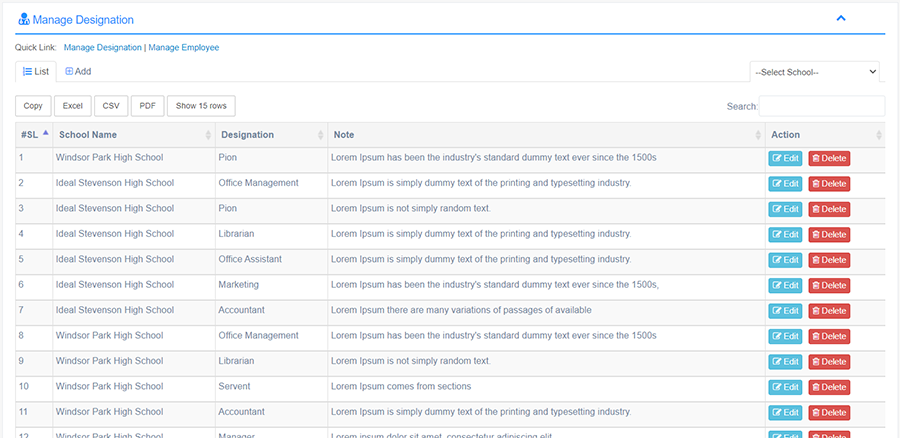 Manage Designation
Quick Link: Manage Designation | Manage Employee
List Add --Select School--
Copy Excel CSV PDF Show 15 rows Search:
#SL School Name Designation Note Action
1 Windsor Park High School Pion Lorem Ipsum has been the industry's standard dummy text ever since the 1500s Edit Delete
2 Ideal Stevenson High School Office Management Lorem Ipsum is simply dummy text of the printing and typesetting industry. Edit Delete
3 Ideal Stevenson High School Pion Lorem Ipsum is not simply random text. Edit Delete
4 Ideal Stevenson High School Librarian Lorem Ipsum is simply dummy text of the printing and typesetting industry. Edit Delete
5 Ideal Stevenson High School Office Assistant Lorem Ipsum is simply dummy text of the printing and typesetting industry. Edit Delete
6 Ideal Stevenson High School Marketing Lorem Ipsum has been the industry's standard dummy text ever since the 1500s, Edit Delete
7 Ideal Stevenson High School Accountant Lorem Ipsum there are many variations of passages of available Edit Delete
8 Windsor Park High School Office Management Lorem Ipsum has been the industry's standard dummy text ever since the 1500s Edit Delete
9 Windsor Park High School Librarian Lorem Ipsum is not simply random text. Edit Delete
10 Windsor Park High School Servent Lorem Ipsum comes from sections Edit Delete
11 Windsor Park High School Accountant Lorem Ipsum is simply dummy text of the printing and typesetting industry. Edit Delete
12 Windsor Park High School Manager Lorem ipsum dolor sit amet, consectetur adipiscing elit